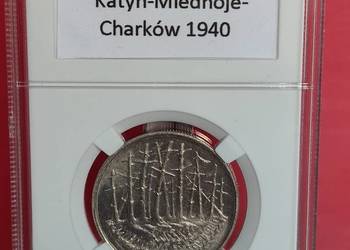 Katyń-Miednoje-
Charków 1940